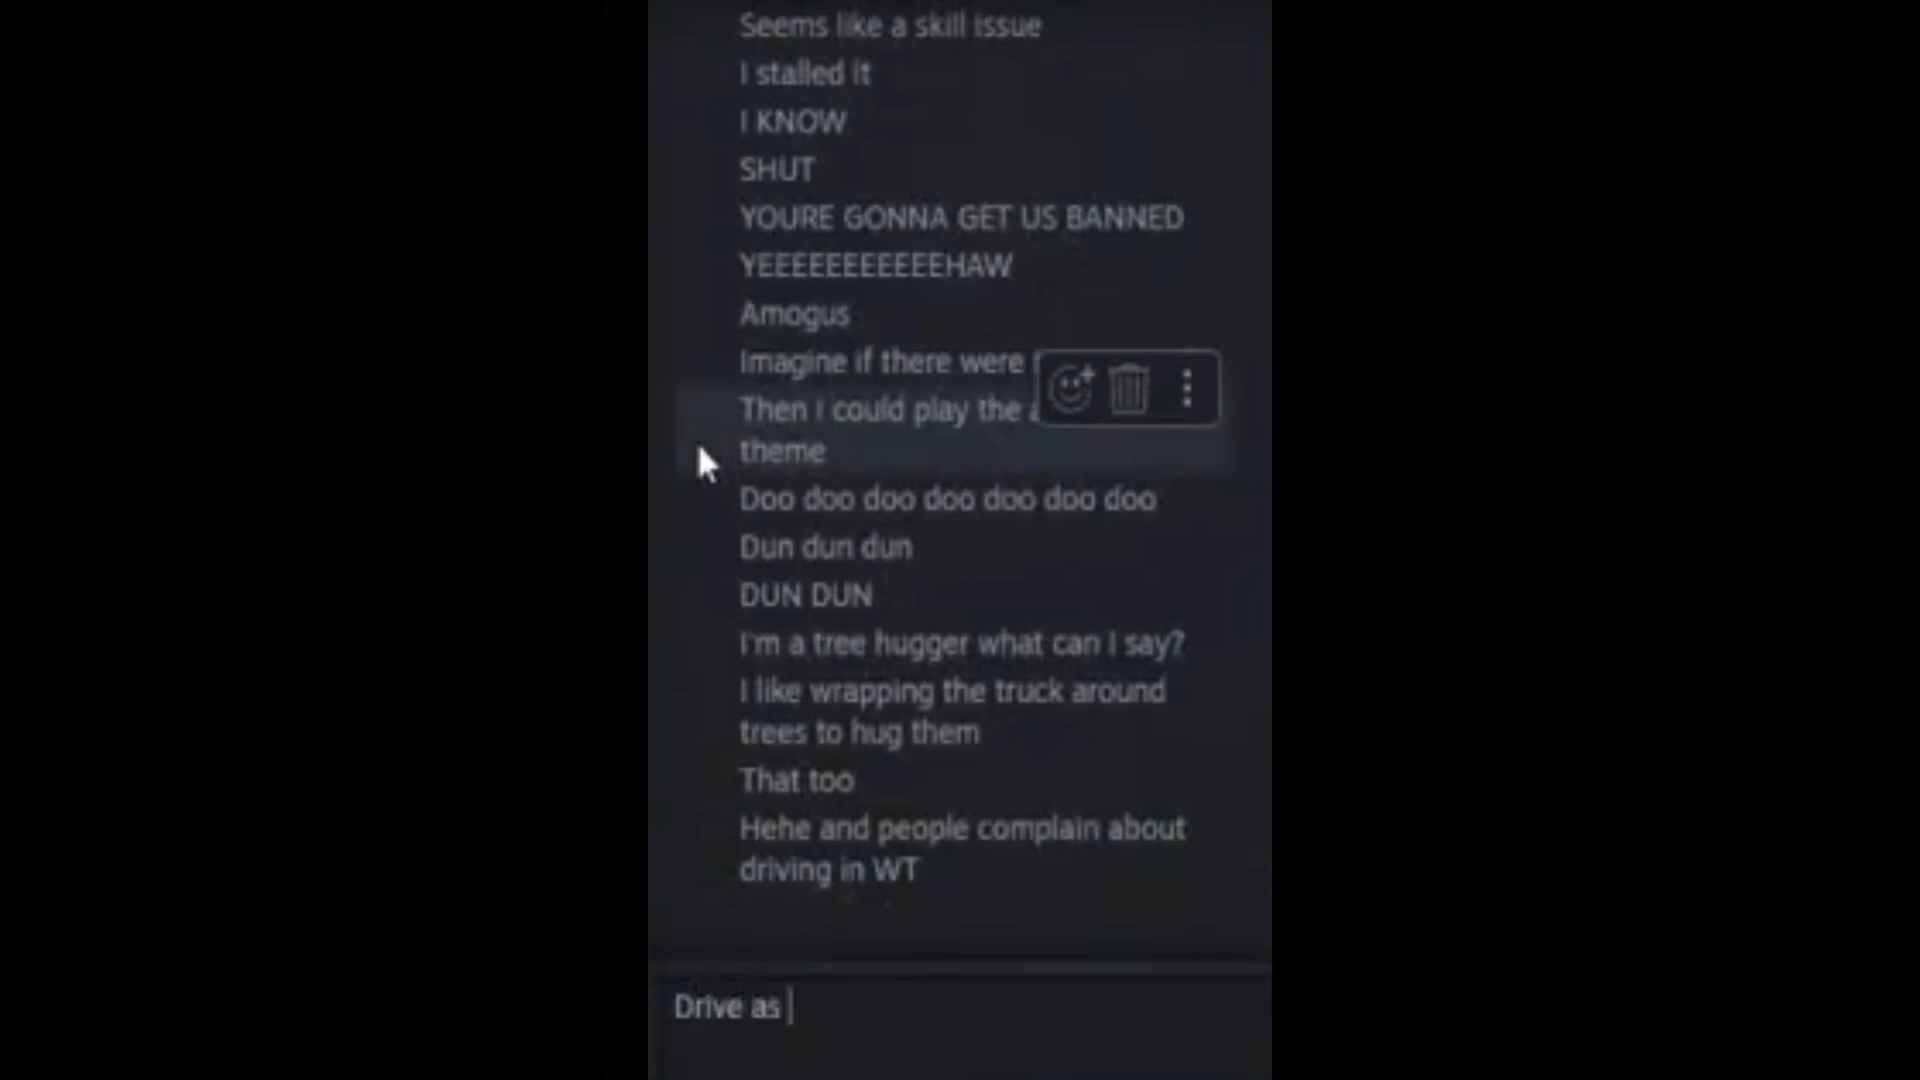 Seems like a skill issue
I stalled it
I KNOW
SHUT
YOURE GONNA GET US BANNED
YEEEEEEEEEEEHAW
Amogus
Imagine if there were
Then I could play the
theme
Doo doo doo doo doo doo doo
Dun dun dun
DUN DUN
I'm a tree hugger what can I say?
I like wrapping the truck around
trees to hug them
That too
Hehe and people complain about
driving in WT
Drive as